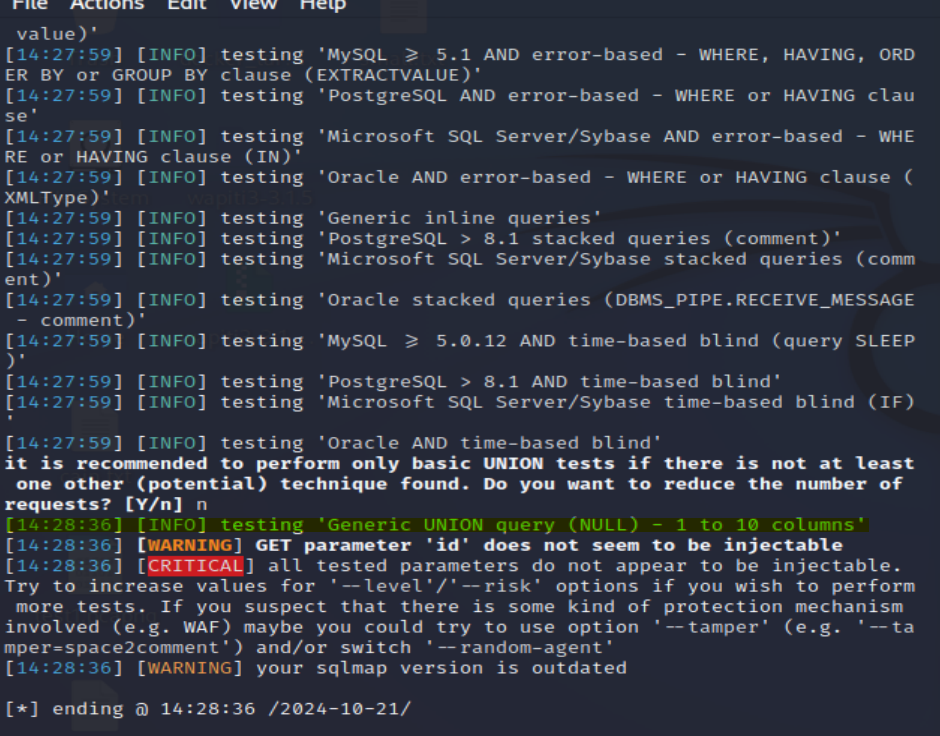 File Actions Edit View Help
value)'
[14:27:59] [INFO] testing 'MySQL ≥ 5.1 AND error-based - WHERE, HAVING, ORD
ER BY or GROUP BY clause (EXTRACTVALUE)'
[14:27:59] [INFO] testing 'PostgreSQL AND error-based - WHERE or HAVING clau
se'
[14:27:59] [INFO] testing 'Microsoft SQL Server/Sybase AND error-based - WHE
RE or HAVING clause (IN)'
[14:27:59] [INFO] testing 'Oracle AND error-based - WHERE or HAVING clause (
XMLType)'
[14:27:59] [INFO] testing 'Generic inline queries'
[14:27:59] [INFO] testing 'PostgreSQL > 8.1 stacked queries (comment)'
[14:27:59] [INFO] testing 'Microsoft SQL Server/Sybase stacked queries (comm
ent)'
[14:27:59] [INFO] testing 'Oracle stacked queries (DBMS_PIPE.RECEIVE_MESSAGE
- comment)'
[14:27:59] [INFO] testing 'MySQL ≥ 5.0.12 AND time-based blind (query SLEEP
)'
[14:27:59] [INFO] testing 'PostgreSQL > 8.1 AND time-based blind'
[14:27:59] [INFO] testing 'Microsoft SQL Server/Sybase time-based blind (IF)
'
[14:27:59] [INFO] testing 'Oracle AND time-based blind'
it is recommended to perform only basic UNION tests if there is not at least
one other (potential) technique found. Do you want to reduce the number of
requests? [Y/n] n
[14:28:36] [INFO] testing 'Generic UNION query (NULL) - 1 to 10 columns'
[14:28:36] [WARNING] GET parameter 'id' does not seem to be injectable
[14:28:36] [CRITICAL] all tested parameters do not appear to be injectable.
Try to increase values for '--level'/'--risk' options if you wish to perform
more tests. If you suspect that there is some kind of protection mechanism
involved (e.g. WAF) maybe you could try to use option '--tamper' (e.g. '--ta
mper=space2comment') and/or switch '--random-agent'
[14:28:36] [WARNING] your sqlmap version is outdated
[*] ending @ 14:28:36 /2024-10-21/